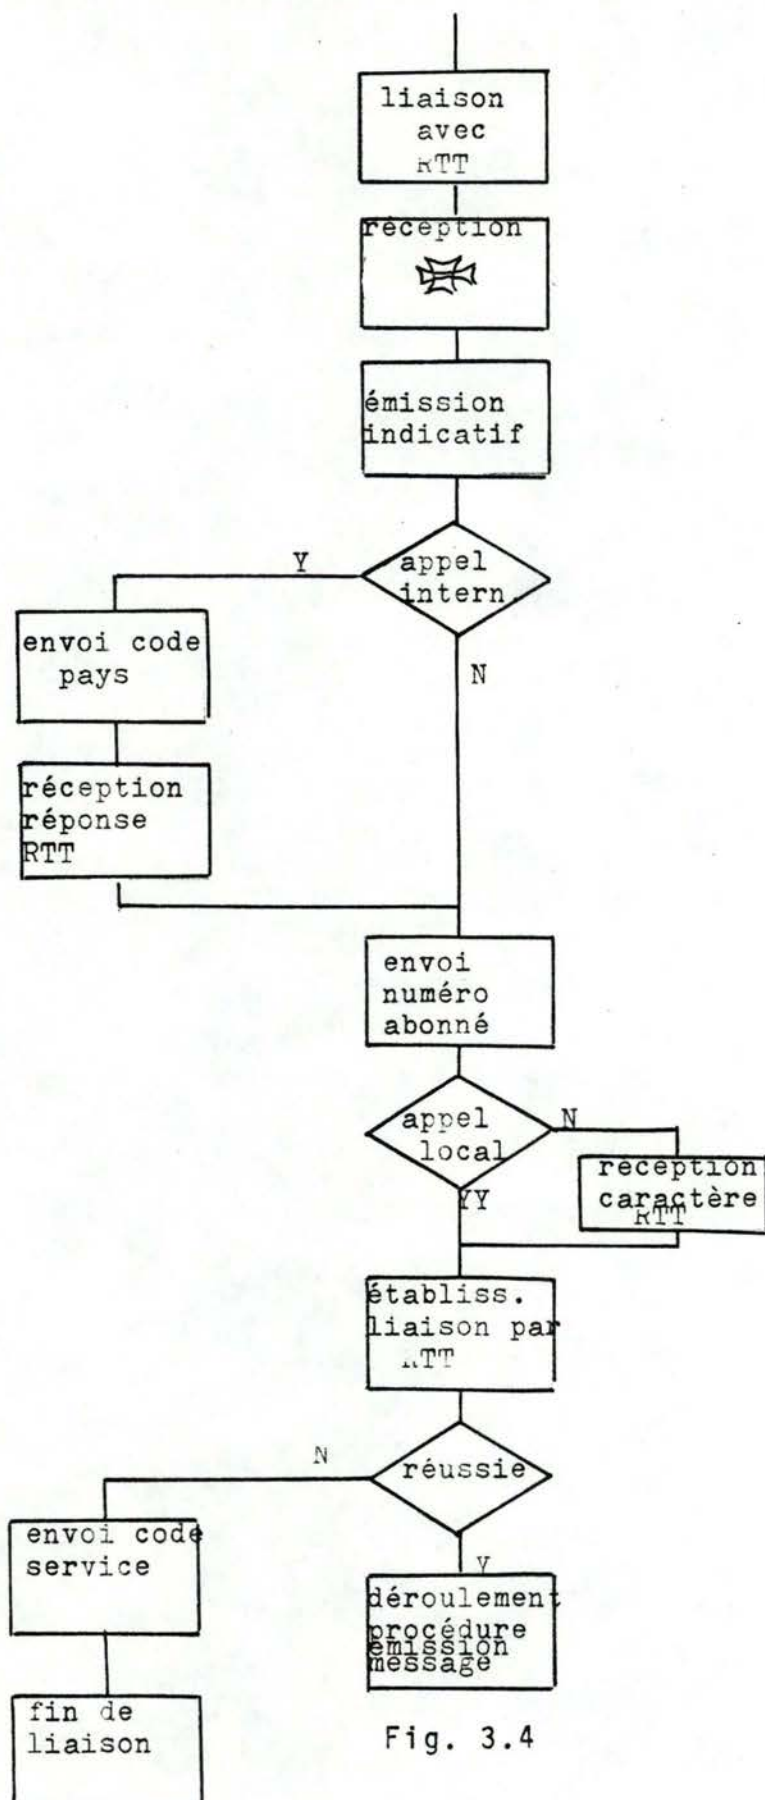 liaison
avec
RTT
réception
émission
indicatif
appel
intern.
Y
N
envoi code
pays
réception
réponse
RTT
envoi
numéro
abonné
appel
local
N
YY
réception
caractère
RTT
établiss.
liaison par
RTT
réussie
N
Y
envoi code
service
déroulement
procédure
émission
message
fin de
liaison
Fig. 3.4